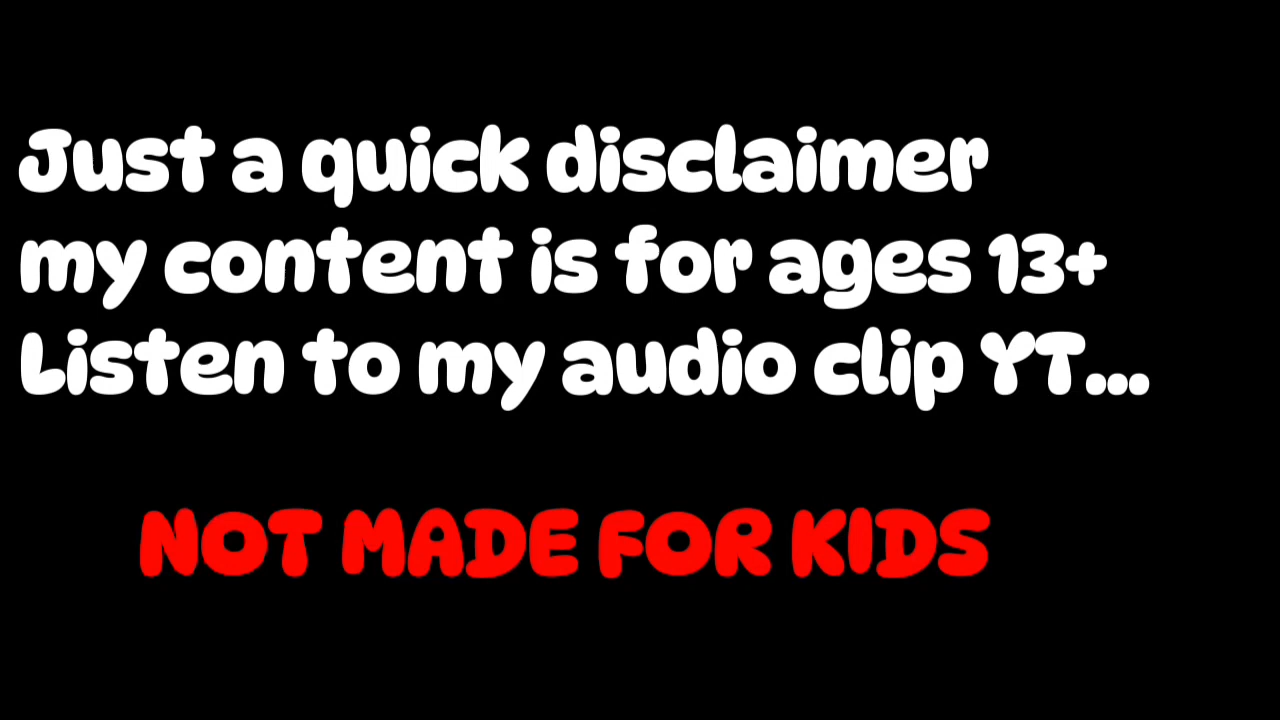 Just a quick disclaimer
my content is for ages 13+
Listen to my audio clip YT...
NOT MADE FOR KIDS